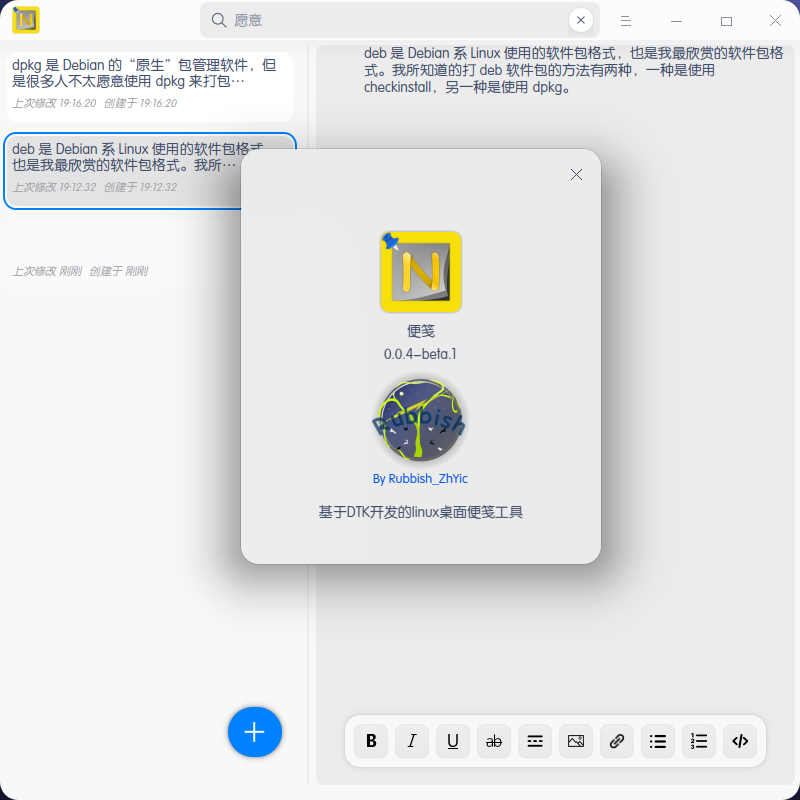 愿意
dpkg 是 Debian 的“原生”包管理软件，但
是很多人不太愿意使用 dpkg 来打包…
上次修改 19:16:20 创建于 19:16:20
deb 是 Debian 系 Linux 使用的软件包格式，
也是我最欣赏的软件包格式。我所…
上次修改 19:12:32 创建于 19:12:32
上次修改 刚刚 创建于 刚刚
deb 是 Debian 系 Linux 使用的软件包格式，也是我最欣赏的软件包格
式。我所知道的打 deb 软件包的方法有两种，一种是使用
checkinstall，另一种是使用 dpkg。
N
便笺
0.0.4-beta.1
Rubbish
By Rubbish_ZhYic
基于DTK开发的linux桌面便笺工具
B I U ab